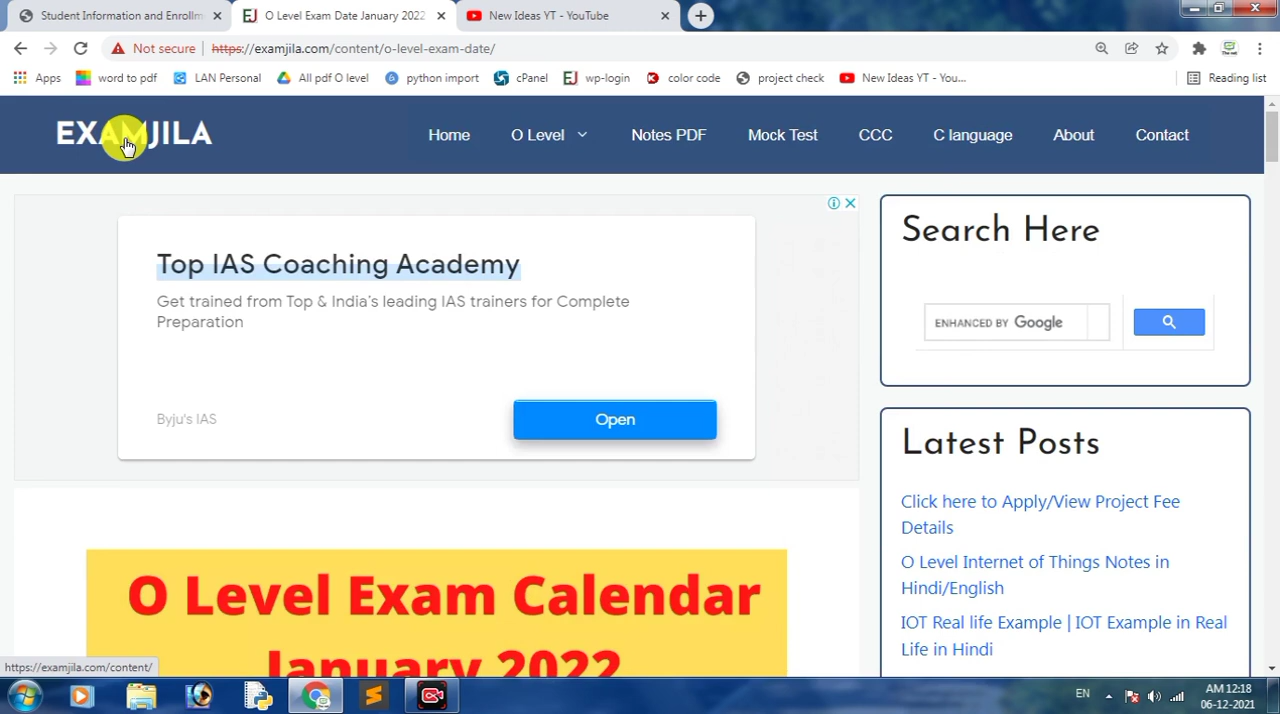 Student Information and Enrollm
O Level Exam Date January 2022
New Ideas YT - YouTube
Not secure
https://examjila.com/content/o-level-exam-date/
Apps
word to pdf
LAN Personal
All pdf O level
python import
cPanel
wp-login
color cods
project check
New Ideas YT - You...
Reading list
EXAMJILA
Home
O Level
Notes PDF
Mock Test
CCC
C language
About
Contact
Top IAS Coaching Academy
Get trained from Top & India's leading IAS trainers for Complete
Preparation
Byju's IAS
Open
Search Here
ENHANCED BY Google
Latest Posts
Click here to Apply/View Project Fee
Details
O Level Internet of Things Notes in
Hindi/English
IOT Real life Example | IOT Example in Real
Life in Hindi
O Level Exam Calendar
January 2022
https://examjila.com/content/
EN
AM 12:18
06-12-2021